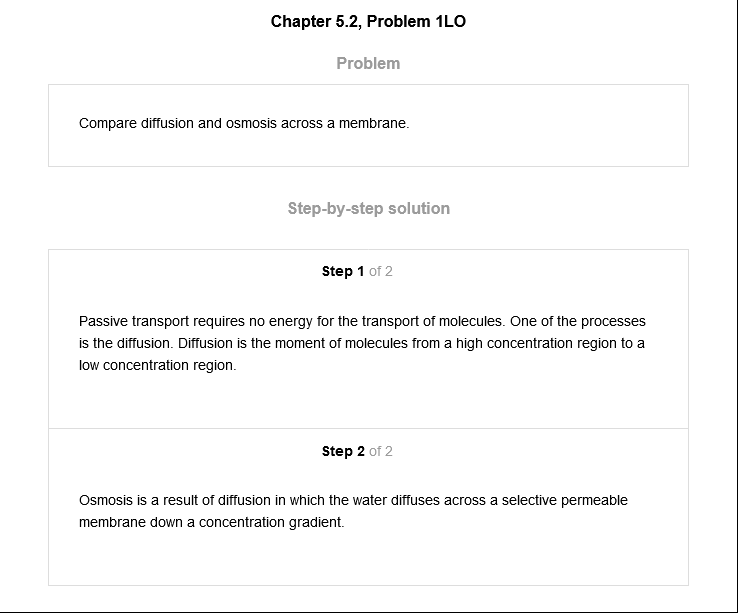 Chapter 5.2, Problem 1LO
Problem
Compare diffusion and osmosis across a membrane.
Step-by-step solution
Step 1 of 2
Passive transport requires no energy for the transport of molecules. One of the processes
is the diffusion. Diffusion is the moment of molecules from a high concentration region to a
low concentration region.
Step 2 of 2
Osmosis is a result of diffusion in which the water diffuses across a selective permeable
membrane down a concentration gradient.